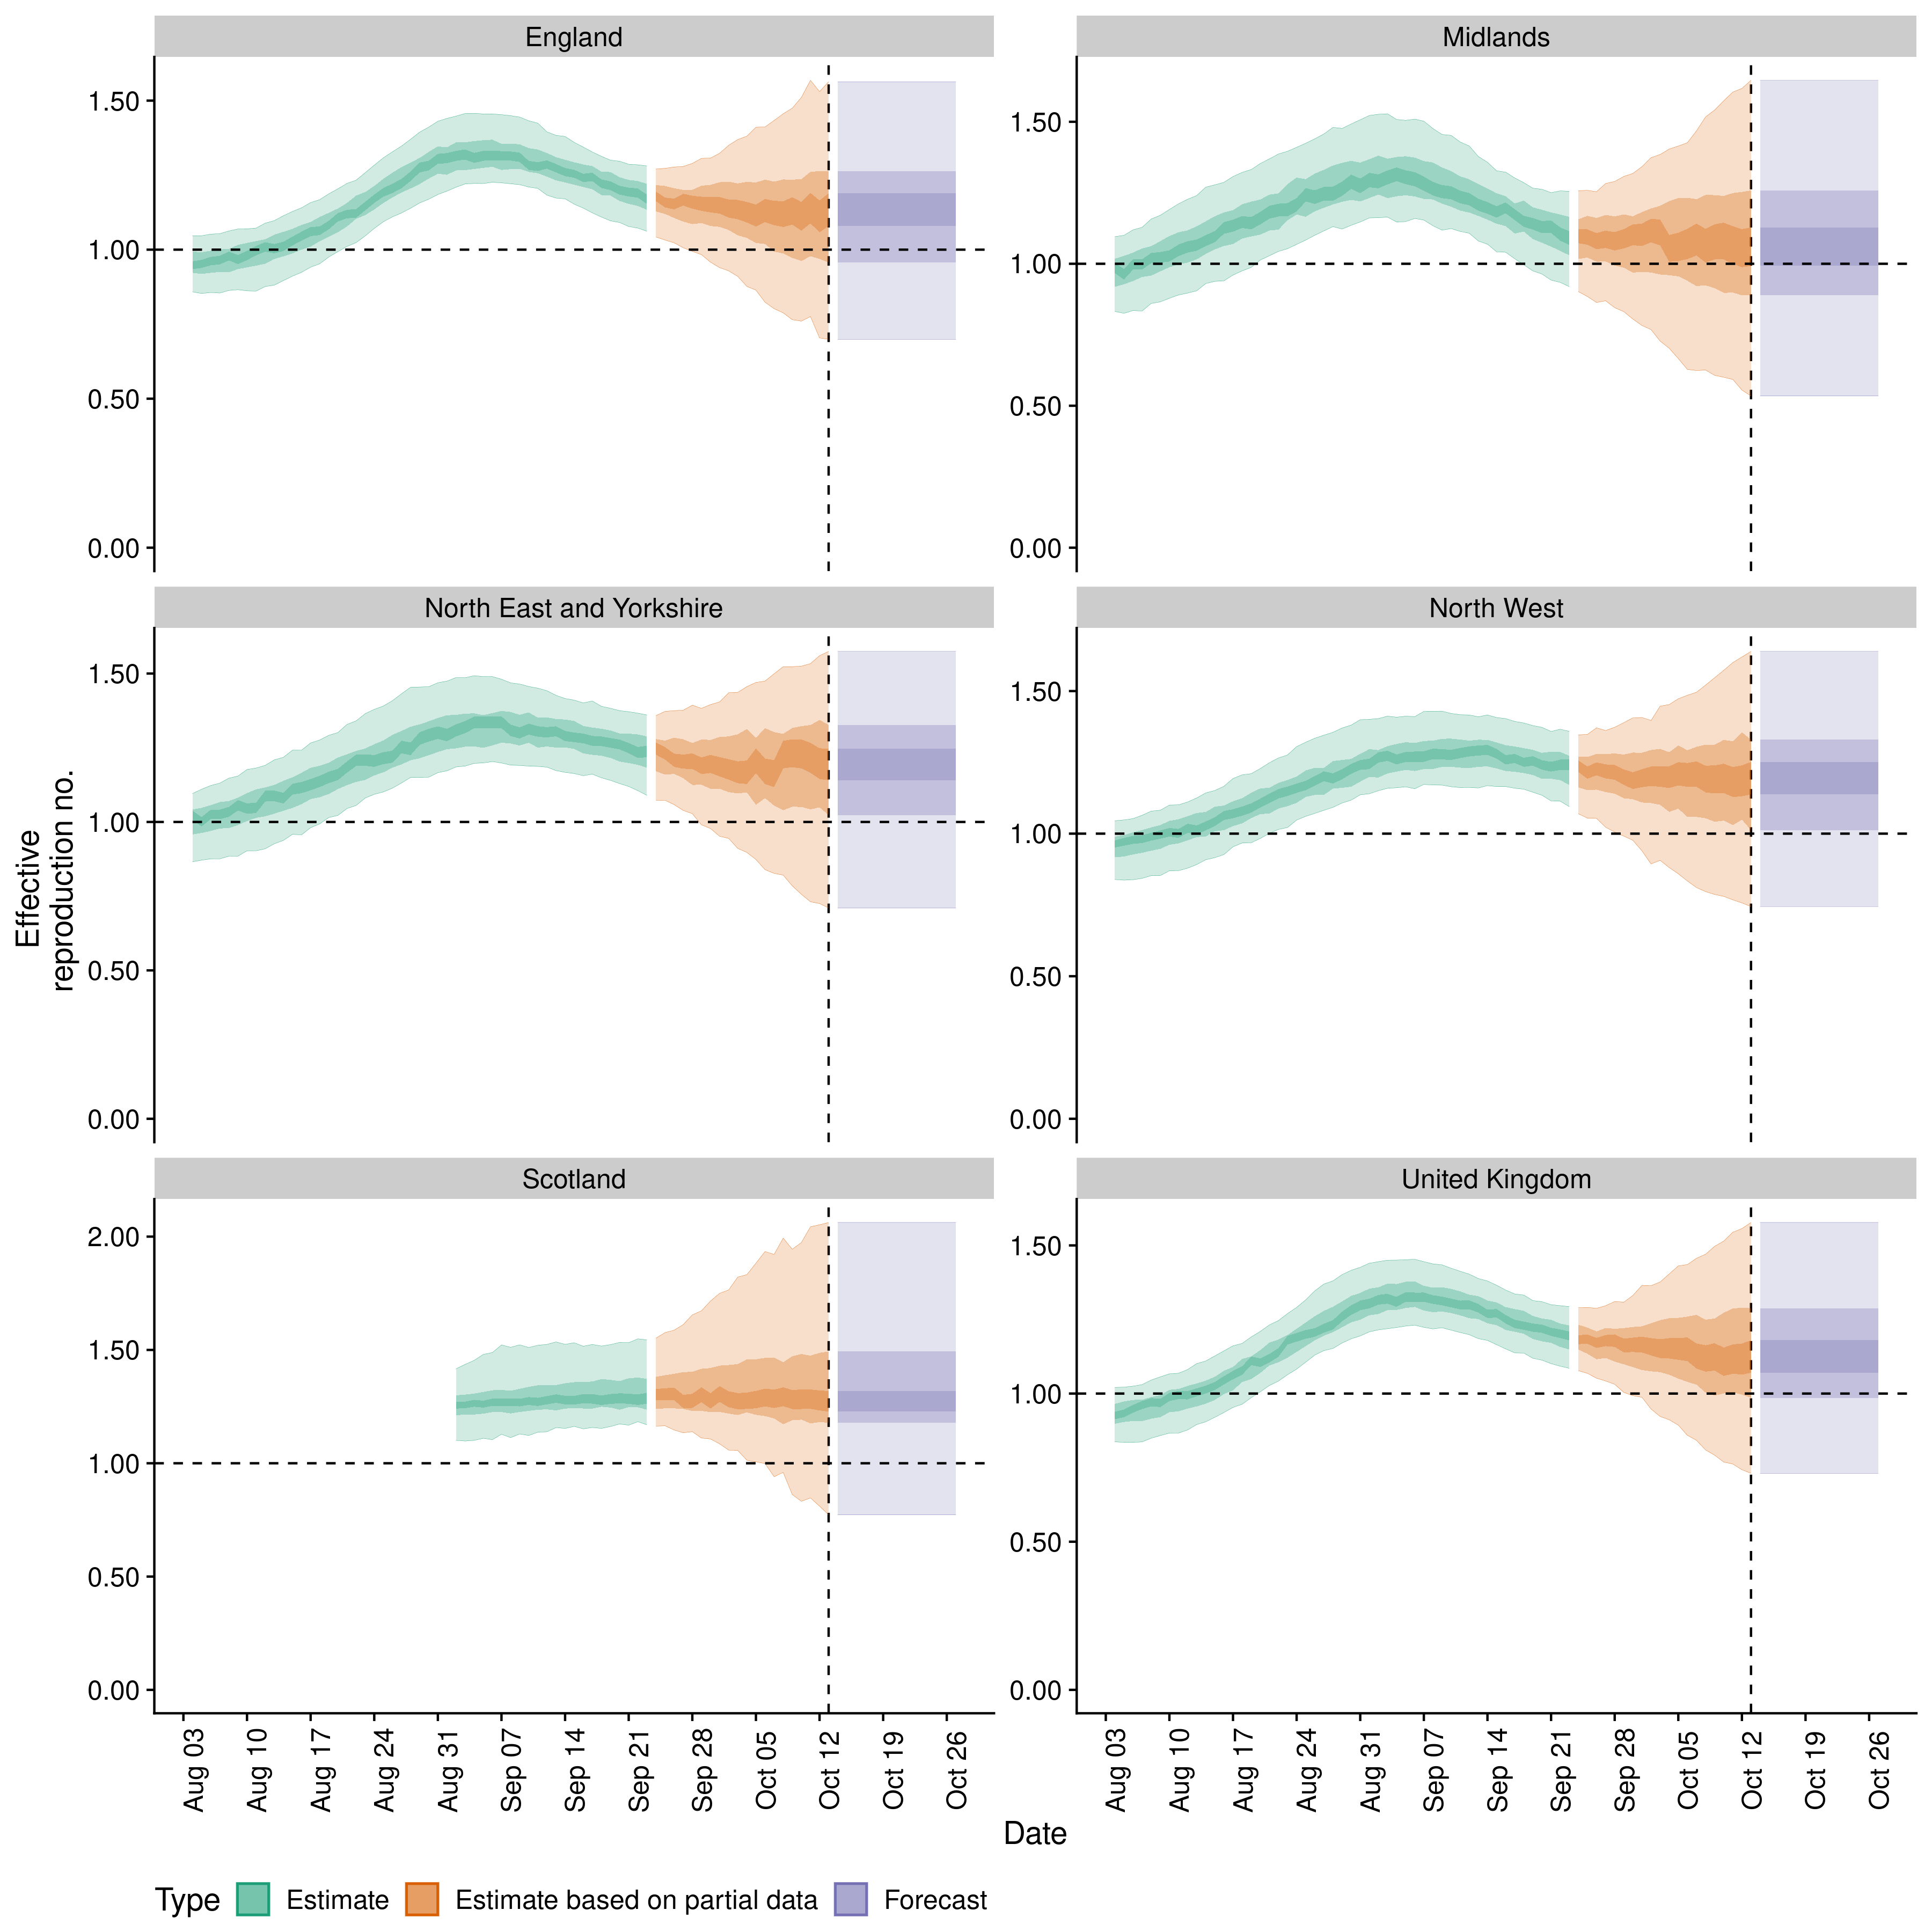 England
Midlands
1.50
1.00
0.50
0.00
1.50
1.00
0.50
0.00
North East and Yorkshire
North West
1.50
1.00
0.50
0.00
1.50
1.00
0.50
0.00
Scotland
United Kingdom
2.00
1.50
1.00
0.50
0.00
1.50
1.00
0.50
0.00
Effective
reproduction no.
Aug 03
Aug 10
Aug 17
Aug 24
Aug 31
Sep 07
Sep 14
Sep 21
Sep 28
Oct 05
Oct 12
Oct 19
Oct 26
Aug 03
Aug 10
Aug 17
Aug 24
Aug 31
Sep 07
Sep 14
Sep 21
Sep 28
Oct 05
Oct 12
Oct 19
Oct 26
Date
Type Estimate Estimate based on partial data Forecast